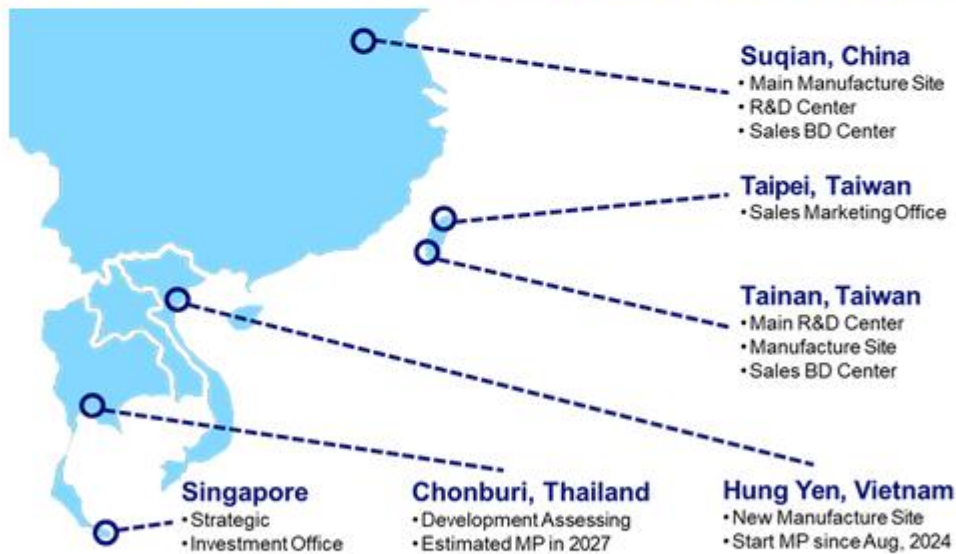 Suqian, China
• Main Manufacture Site
• R&D Center
• Sales BD Center
Taipei, Taiwan
• Sales Marketing Office
Tainan, Taiwan
• Main R&D Center
• Manufacture Site
• Sales BD Center
Singapore
• Strategic
• Investment Office
Chonburi, Thailand
• Development Assessing
• Estimated MP in 2027
Hung Yen, Vietnam
• New Manufacture Site
• Start MP since Aug, 2024